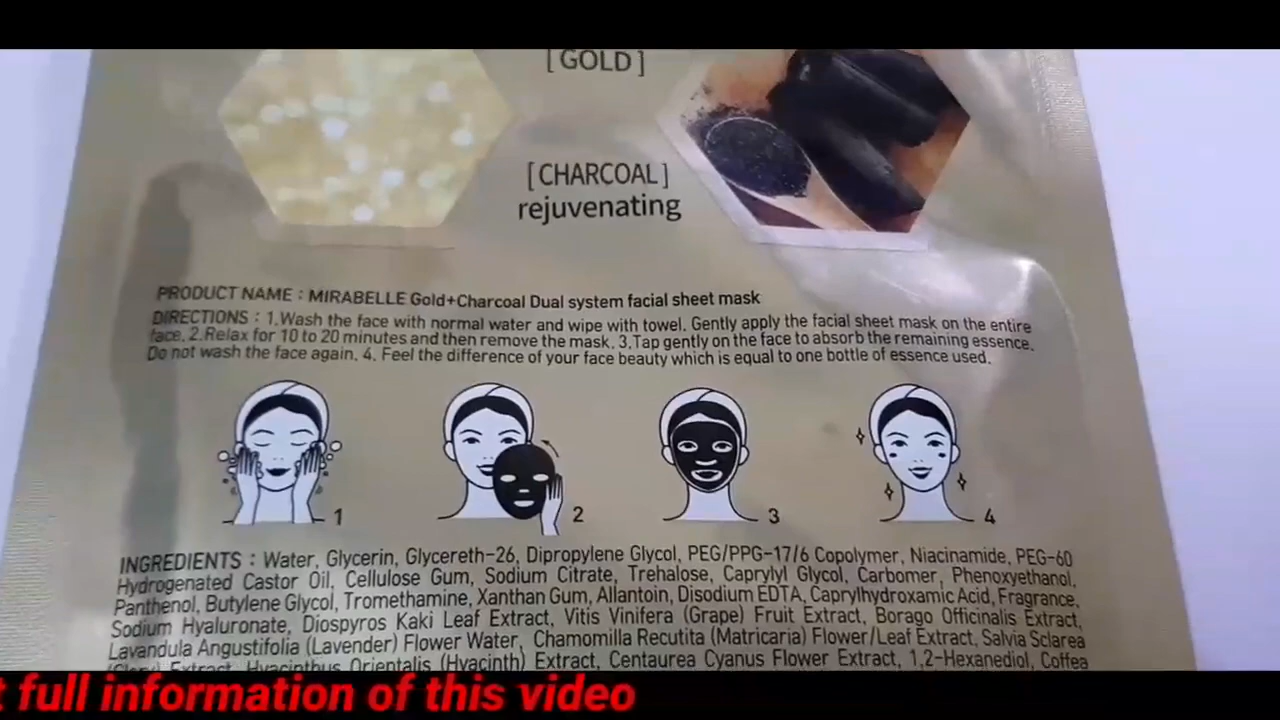 [GOLD]
[CHARCOAL]
rejuvenating
PRODUCT NAME : MIRABELLE Gold+Charcoal Dual system facial sheet mask
DIRECTIONS : 1.Wash the face with normal water and wipe with towel. Gently apply the facial sheet mask on the entire
face. 2.Relax for 10 to 20 minutes and then remove the mask. 3.Tap gently on the face to absorb the remaining essence.
Do not wash the face again. 4. Feel the difference of your face beauty which is equal to one bottle of essence used.
1
2
3
4
INGREDIENTS : Water, Glycerin, Glycereth-26, Dipropylene Glycol, PEG/PPG-17/6 Copolymer, Niacinamide, PEG-60
Hydrogenated Castor Oil, Cellulose Gum, Sodium Citrate, Trehalose, Caprylyl Glycol, Carbomer, Phenoxyethanol,
Panthenol, Butylene Glycol, Tromethamine, Xanthan Gum, Allantoin, Disodium EDTA, Caprylhydroxamic Acid, Fragrance,
Sodium Hyaluronate, Diospyros Kaki Leaf Extract, Vitis Vinifera (Grape) Fruit Extract, Borago Officinalis Extract,
Lavandula Angustifolia (Lavender) Flower Water, Chamomilla Recutita (Matricaria) Flower/Leaf Extract, Salvia Sclarea
(Clary) Extract, Hyacinthus Orientalis (Hyacinth) Extract, Centaurea Cyanus Flower Extract, 1,2-Hexanediol, Coffea
t full information of this video